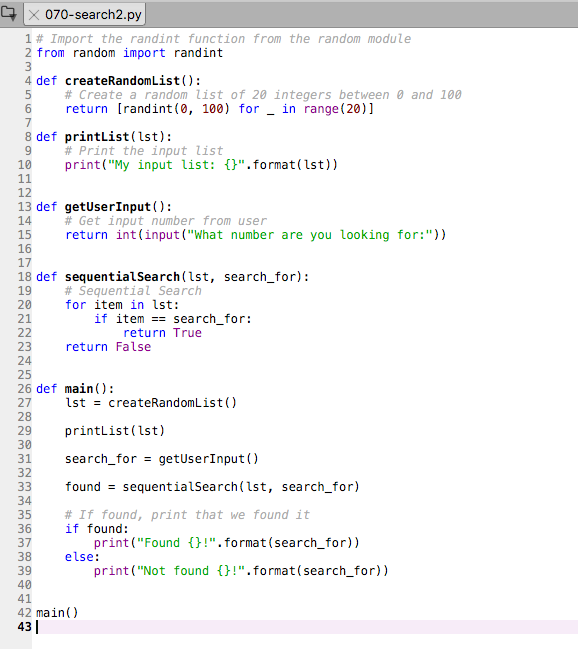 070-search2.py
1 # Import the randint function from the random module
2 from random import randint
3
4 def createRandomList():
5     # Create a random list of 20 integers between 0 and 100
6     return [randint(0, 100) for _ in range(20)]
7
8 def printList(lst):
9     # Print the input list
10     print("My input list: {}".format(lst))
11
12
13 def getUserInput():
14     # Get input number from user
15     return int(input("What number are you looking for:"))
16
17
18 def sequentialSearch(lst, search_for):
19     # Sequential Search
20     for item in lst:
21         if item == search_for:
22             return True
23     return False
24
25
26 def main():
27     lst = createRandomList()
28
29     printList(lst)
30
31     search_for = getUserInput()
32
33     found = sequentialSearch(lst, search_for)
34
35     # If found, print that we found it
36     if found:
37         print("Found {}!".format(search_for))
38     else:
39         print("Not found {}!".format(search_for))
40
41
42 main()
43